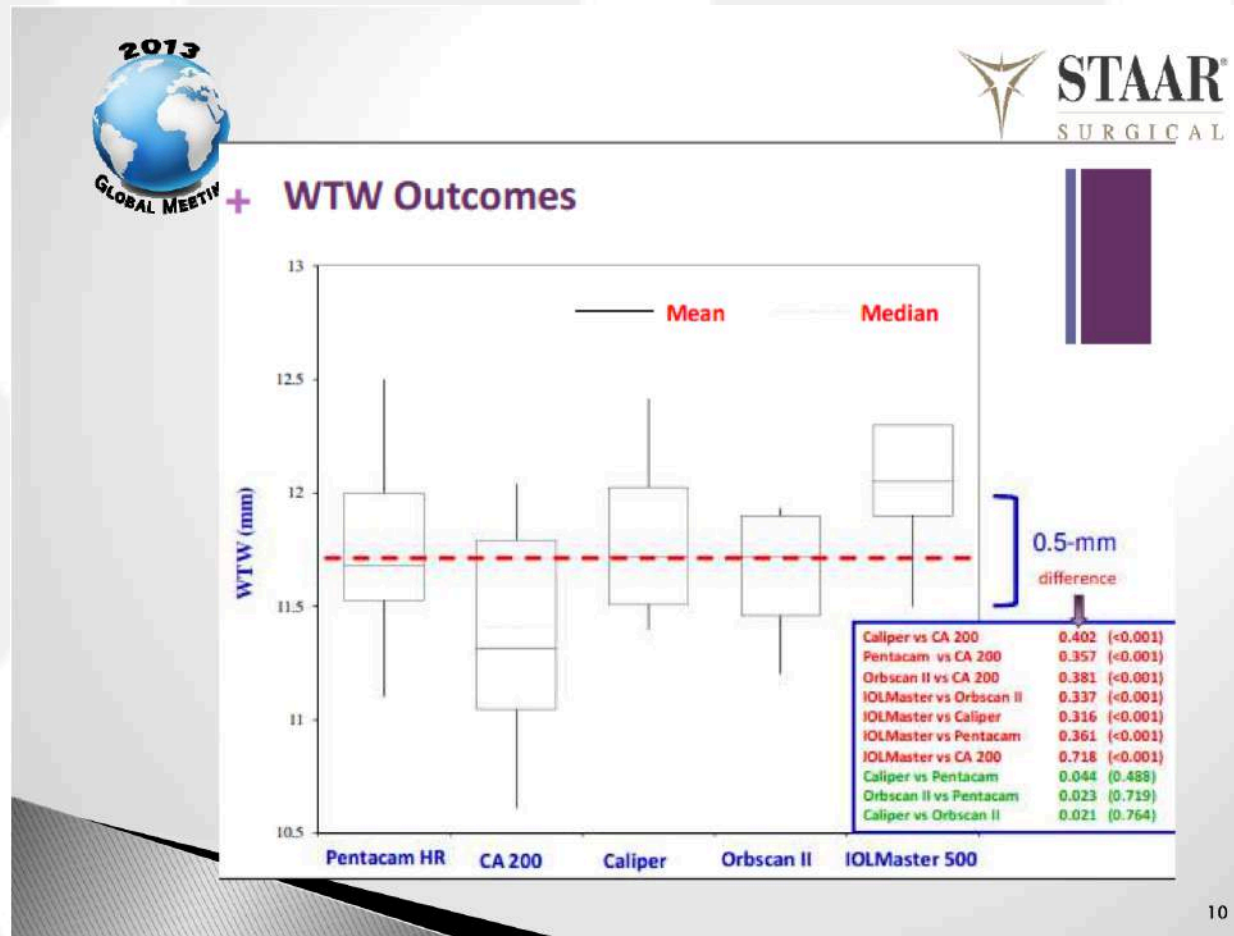 2013
GLOBAL MEETIN
STAAR®
SURGICAL
+ WTW Outcomes
Mean
Median
WTW (mm)
13
12.5
12
11.5
11
10.5
0.5-mm
difference
Caliper vs CA 200 0.402 (<0.001)
Pentacam vs CA 200 0.357 (<0.001)
Orbscan II vs CA 200 0.381 (<0.001)
IOLMaster vs Orbscan II 0.337 (<0.001)
IOLMaster vs Caliper 0.316 (<0.001)
IOLMaster vs Pentacam 0.361 (<0.001)
IOLMaster vs CA 200 0.718 (<0.001)
Caliper vs Pentacam 0.044 (0.488)
Orbscan II vs Pentacam 0.023 (0.719)
Caliper vs Orbscan II 0.021 (0.764)
Pentacam HR CA 200 Caliper Orbscan II IOLMaster 500
10